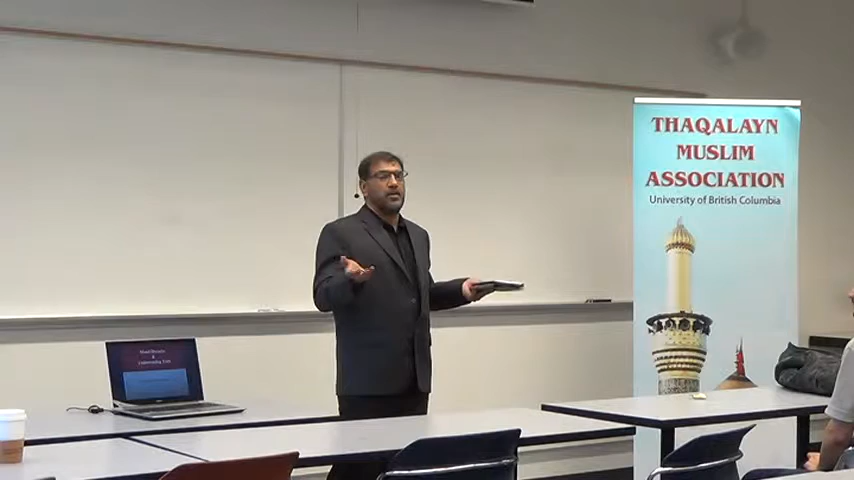 THAQALAYN
MUSLIM
ASSOCIATION
University of British Columbia